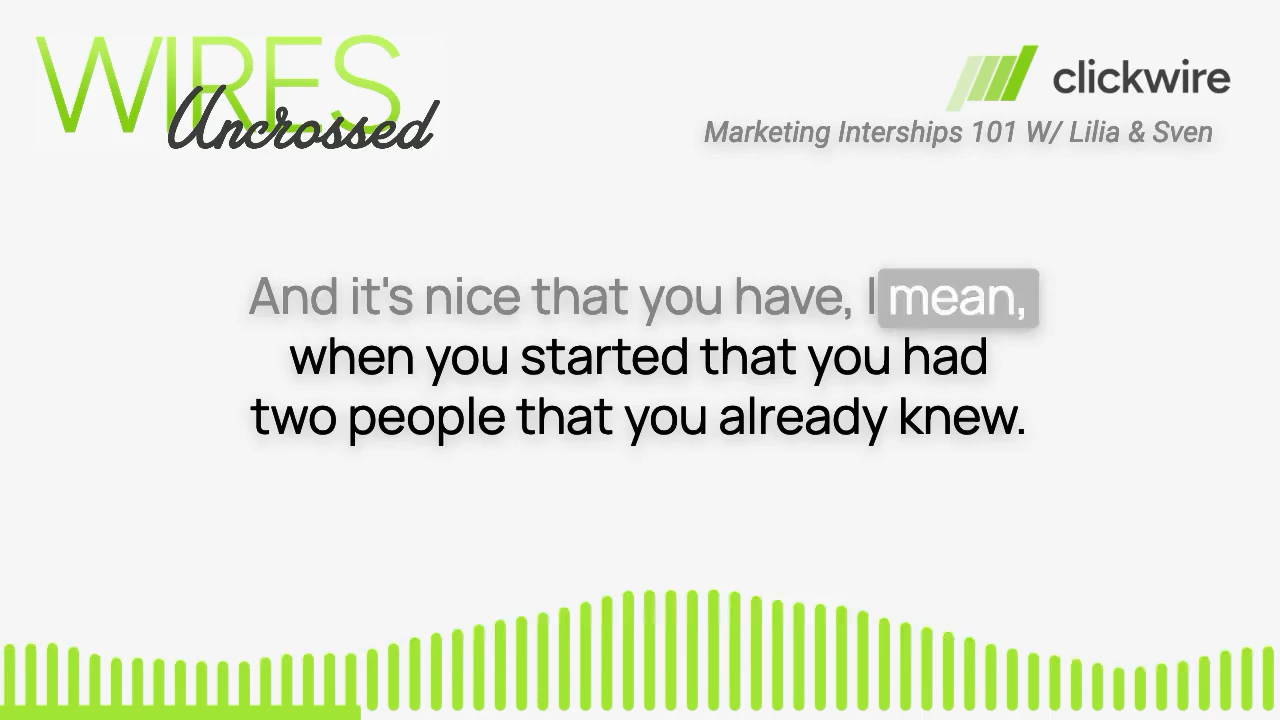 WIRES
Uncrossed
clickwire
Marketing Interships 101 W/ Lilia & Sven
And it's nice that you have, I mean,
when you started that you had
two people that you already knew.